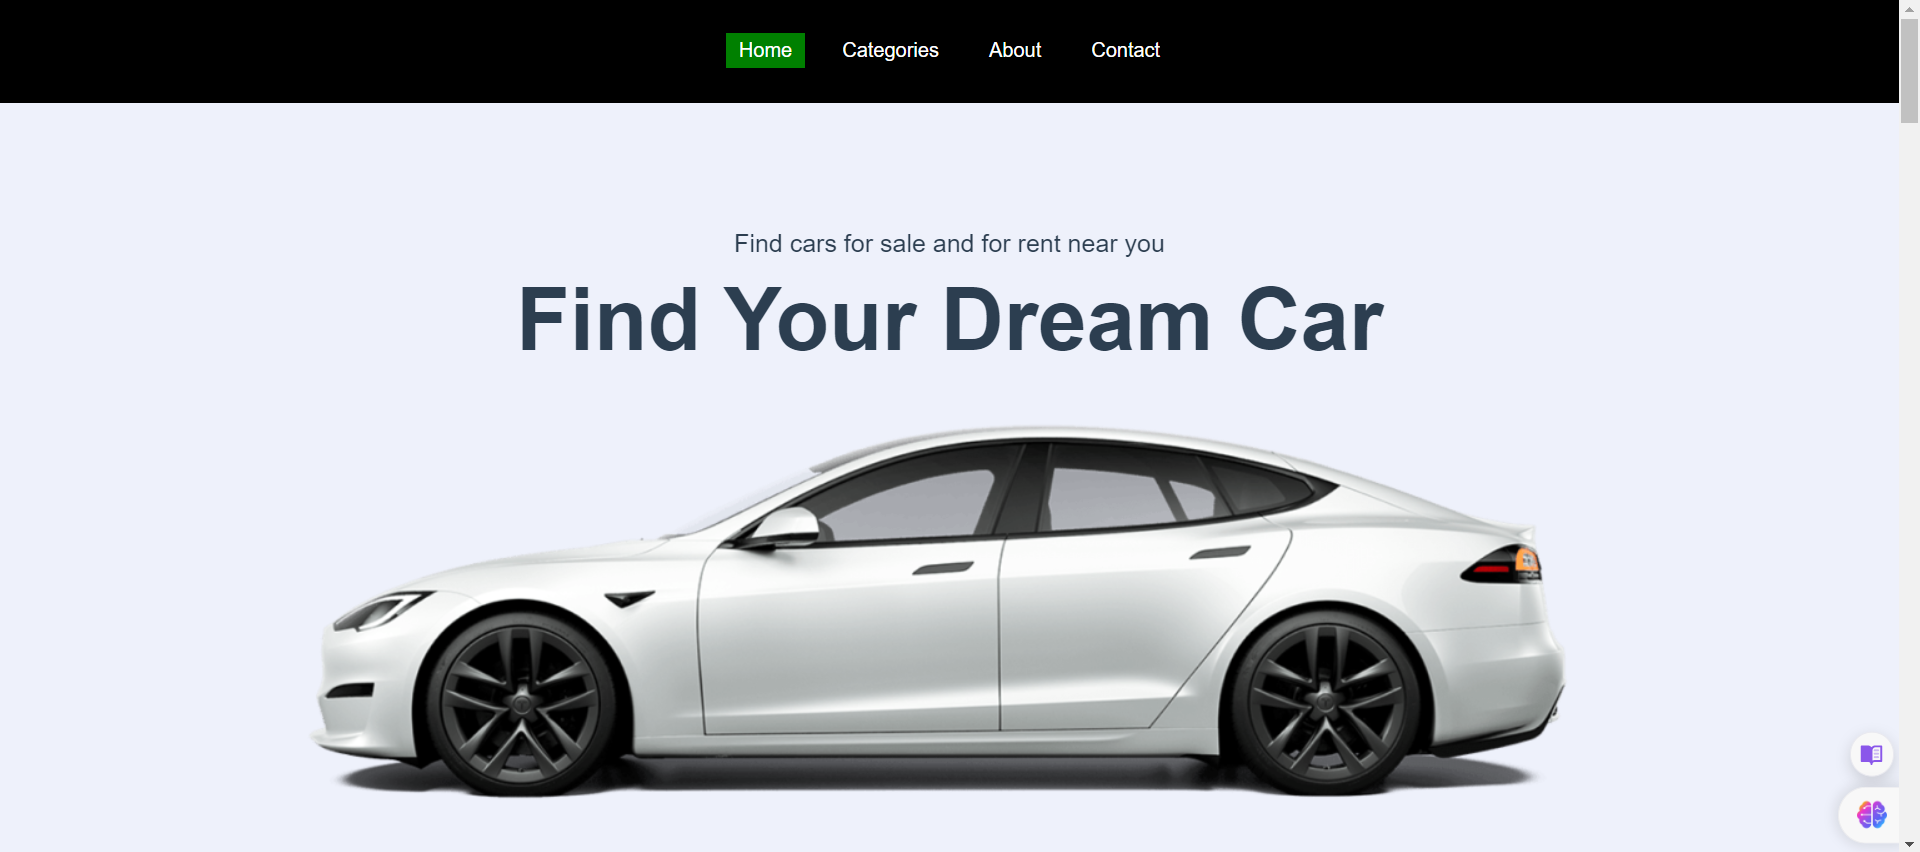 Home Categories About Contact
Find cars for sale and for rent near you
Find Your Dream Car